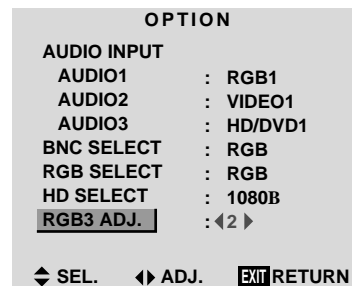 OPTION
AUDIO INPUT
AUDIO1 : RGB1
AUDIO2 : VIDEO1
AUDIO3 : HD/DVD1
BNC SELECT : RGB
RGB SELECT : RGB
HD SELECT : 1080B
RGB3 ADJ. : 2
SEL. ADJ. EXIT RETURN